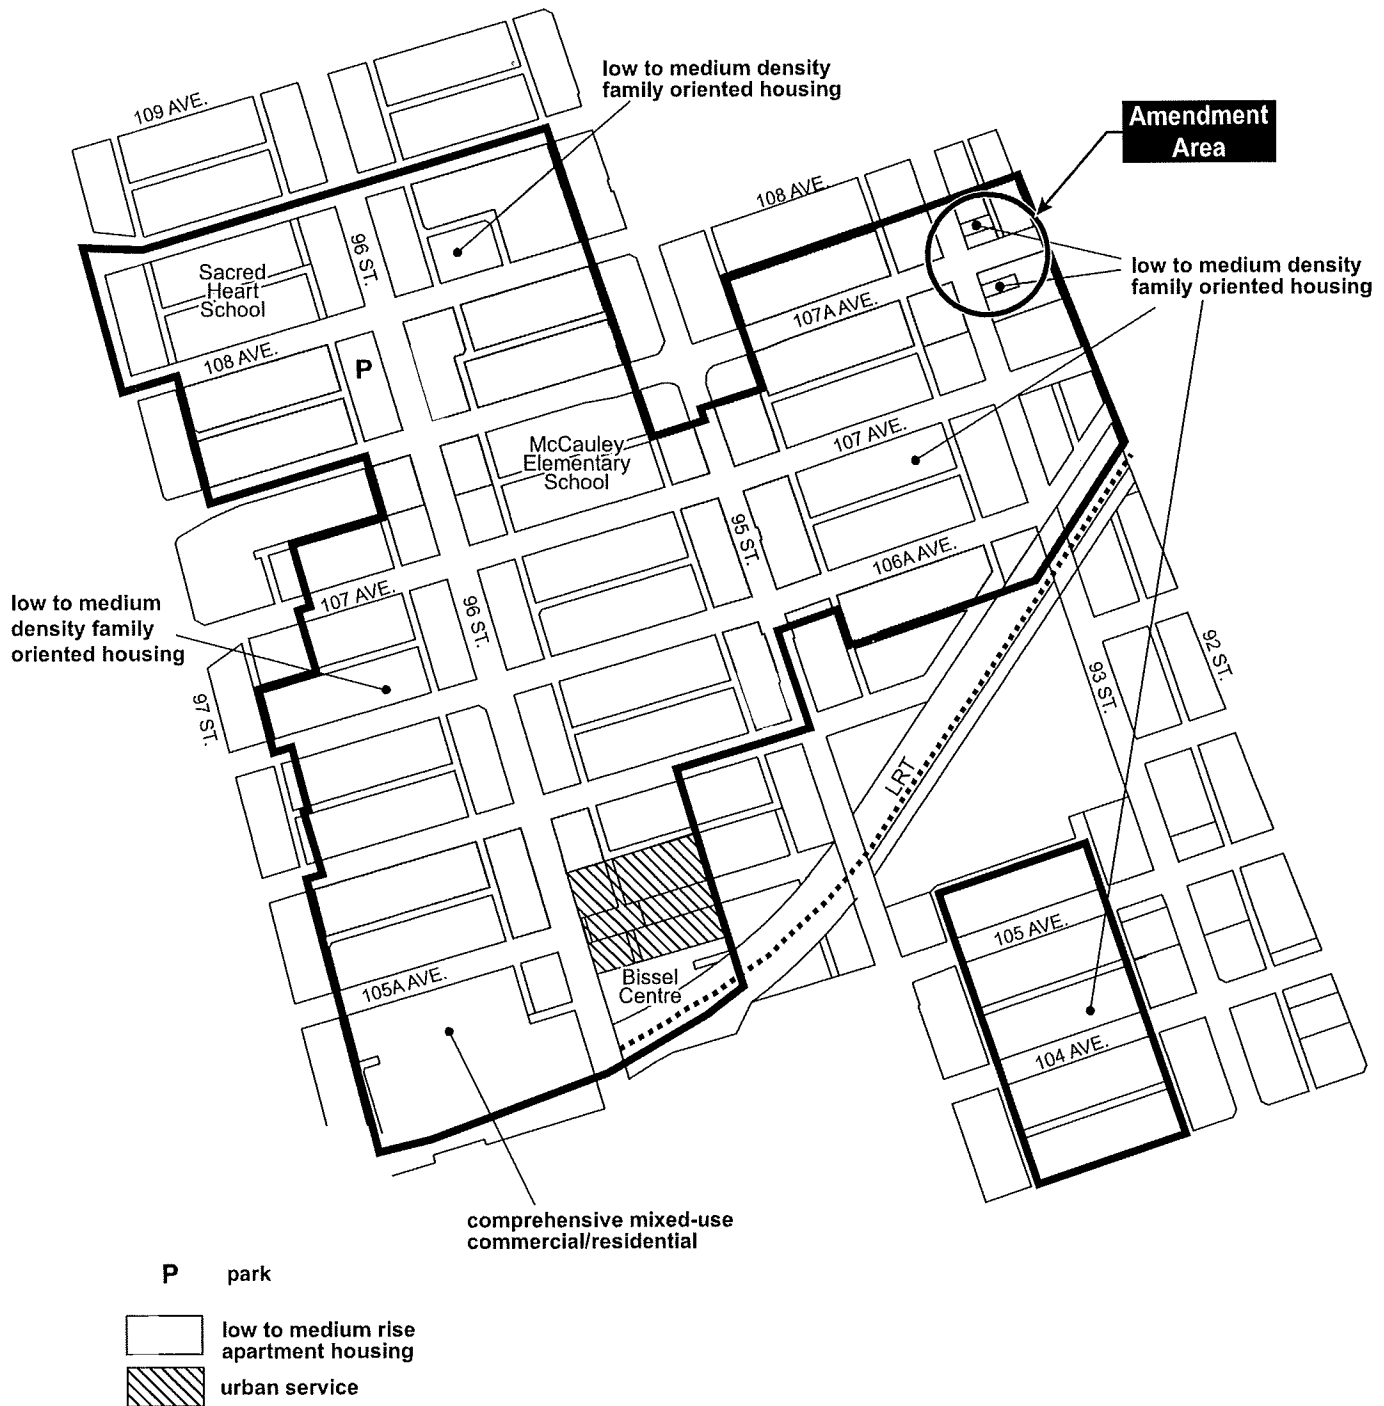 109 AVE.
low to medium density
family oriented housing
Amendment
Area
108 AVE.
96 ST.
Sacred
Heart
School
low to medium density
family oriented housing
107A AVE.
108 AVE.
P
McCauley
Elementary
School
107 AVE.
95 ST.
106A AVE.
low to medium
density family
oriented housing
107 AVE.
96 ST.
97 ST.
92 ST.
93 ST.
LRT
105 AVE.
Bissel
Centre
105A AVE.
104 AVE.
comprehensive mixed-use
commercial/residential
P park
low to medium rise
apartment housing
urban service